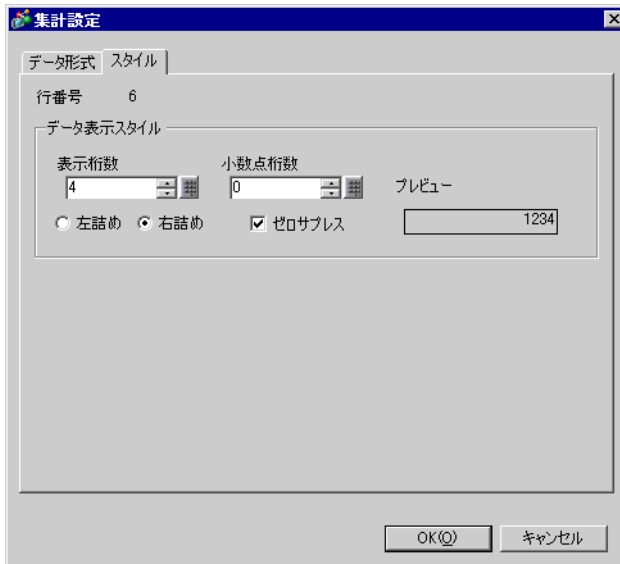 集計設定
データ形式 スタイル
行番号 6
データ表示スタイル
表示桁数 小数点桁数
プレビュー
4 0
左詰め 右詰め ゼロサプレス 1234
OK(O) キャンセル